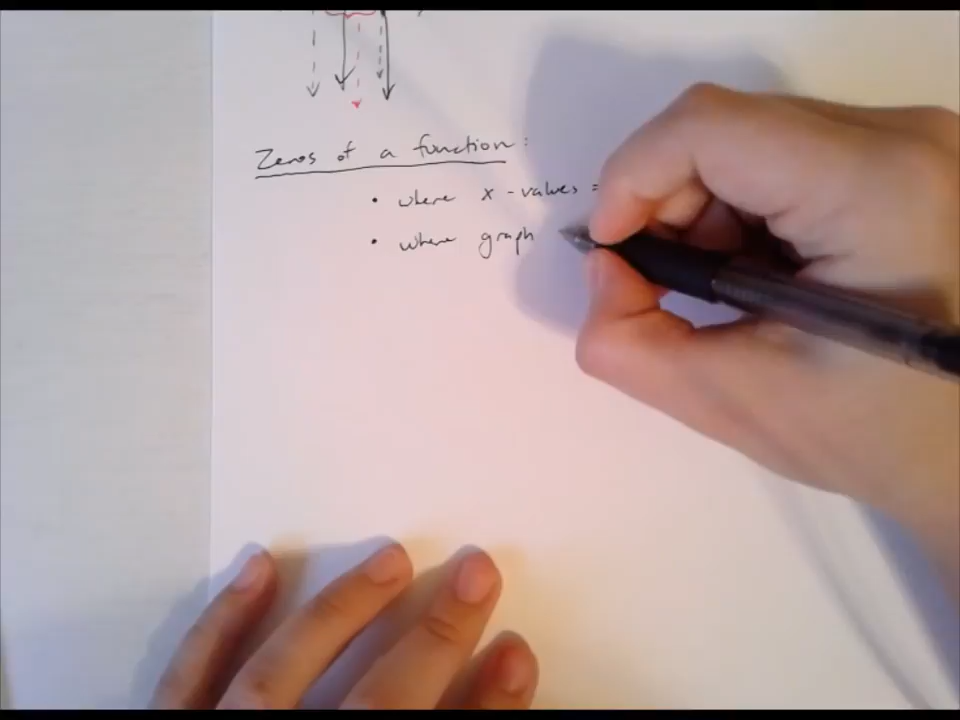 Zeros of a function:
• where x-values =
• where graph